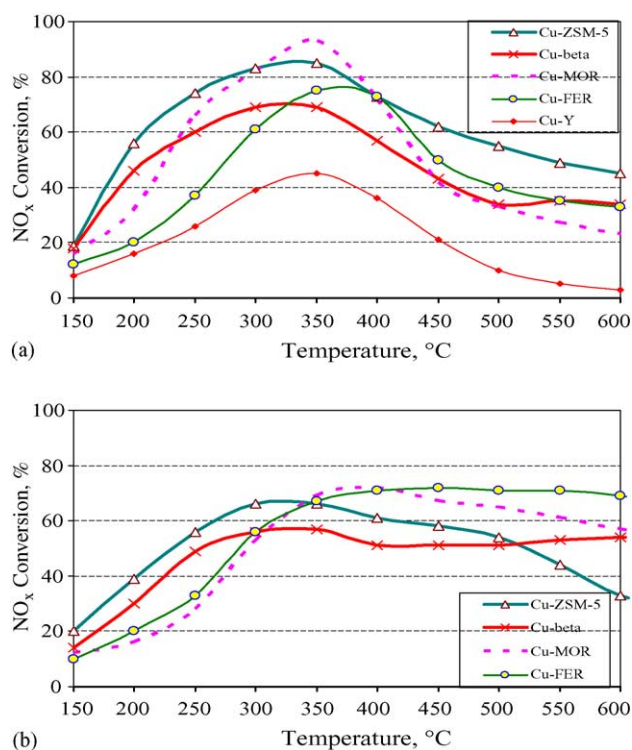 100
80
60
40
20
0
NOx Conversion, %
Cu-ZSM-5
Cu-beta
Cu-MOR
Cu-FER
Cu-Y
150 200 250 300 350 400 450 500 550 600
(a)
Temperature, °C
100
80
60
40
20
0
NOx Conversion, %
Cu-ZSM-5
Cu-beta
Cu-MOR
Cu-FER
150 200 250 300 350 400 450 500 550 600
(b)
Temperature, °C